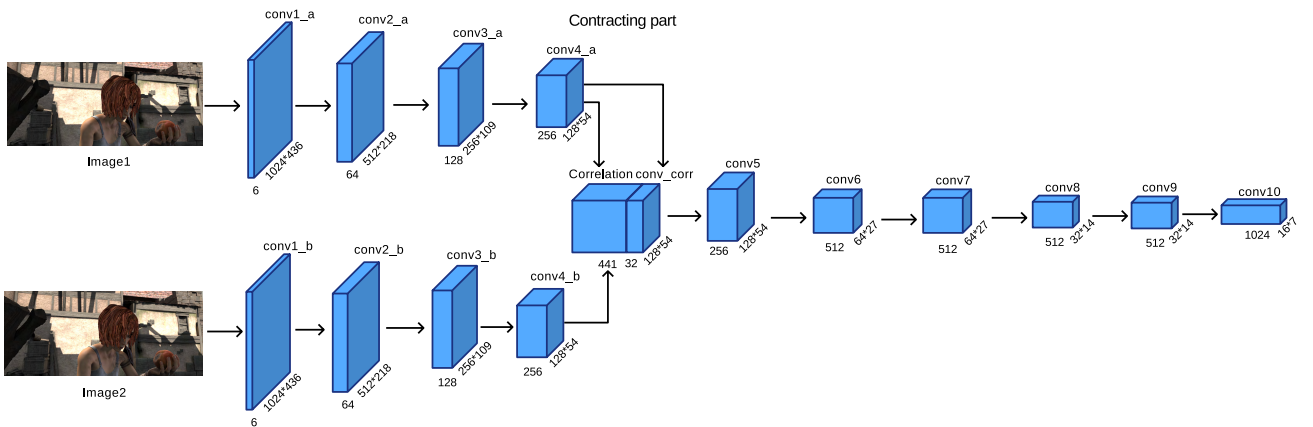 Contracting part
conv1_a
conv2_a
conv3_a
conv4_a
6
1024*436
64
512*218
128
256*109
256
128*54
Image1
Correlation
conv_corr
conv5
conv6
conv7
conv8
conv9
conv10
441
32
128*54
256
128*54
512
64*27
512
64*27
512
32*14
512
32*14
1024
16*7
conv1_b
conv2_b
conv3_b
conv4_b
6
1024*436
64
512*218
128
256*109
256
128*54
Image2